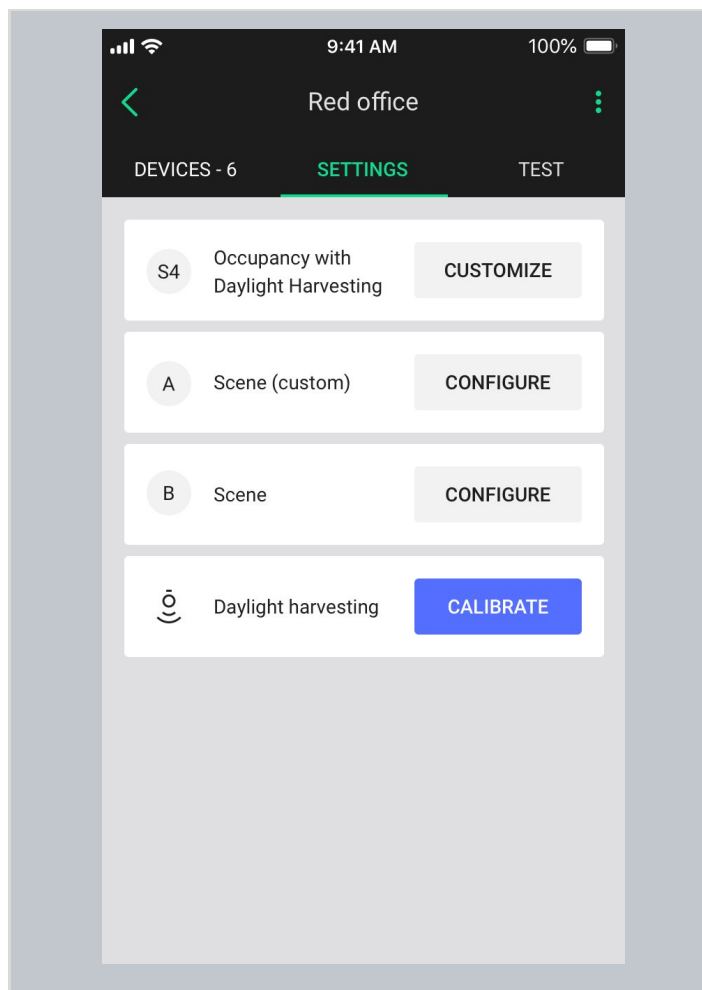 9:41 AM 100%
Red office
DEVICES - 6 SETTINGS TEST
S4 Occupancy with
Daylight Harvesting CUSTOMIZE
A Scene (custom) CONFIGURE
B Scene CONFIGURE
Daylight harvesting CALIBRATE